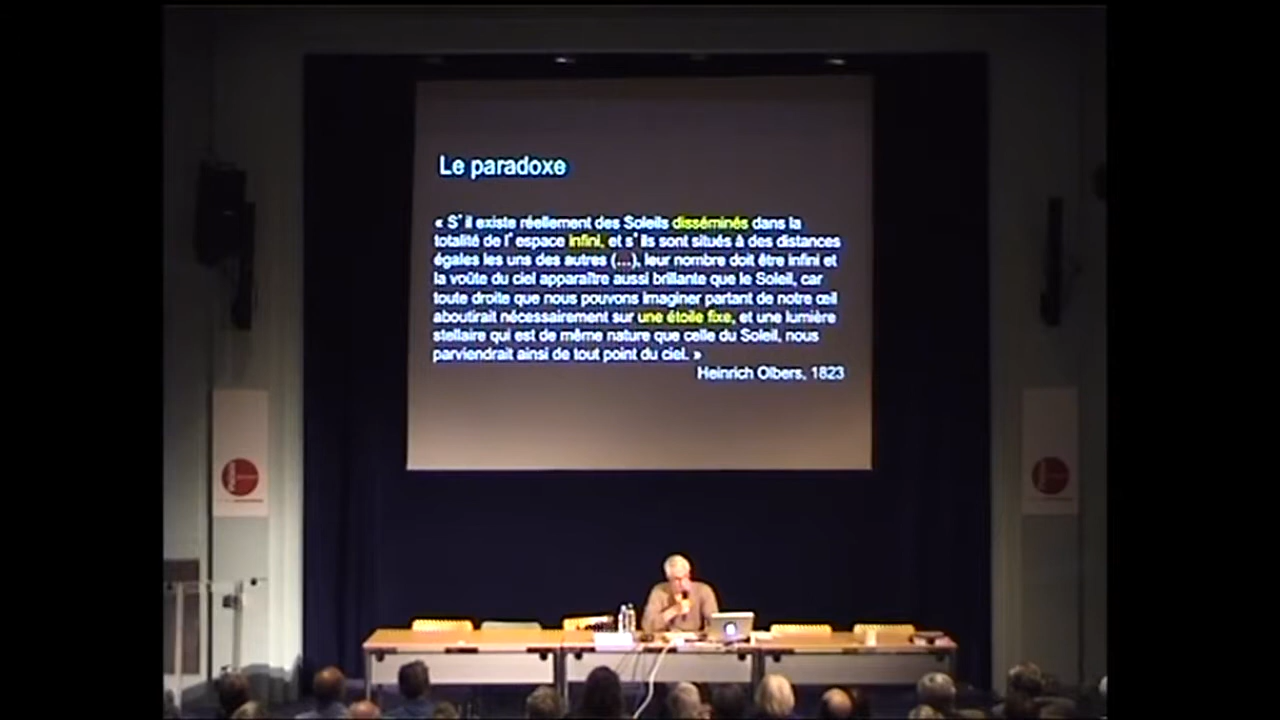 Le paradoxe
« S' il existe réellement des Soleils disséminés dans la
totalité de l' espace infini, et s' ils sont situés à des distances
égales les uns des autres (...), leur nombre doit être infini et
la voûte du ciel apparaître aussi brillante que le Soleil, car
toute droite que nous pouvons imaginer partant de notre œil
aboutirait nécessairement sur une étoile fixe, et une lumière
stellaire qui est de même nature que celle du Soleil, nous
parviendrait ainsi de tout point du ciel. »
Heinrich Olbers, 1823